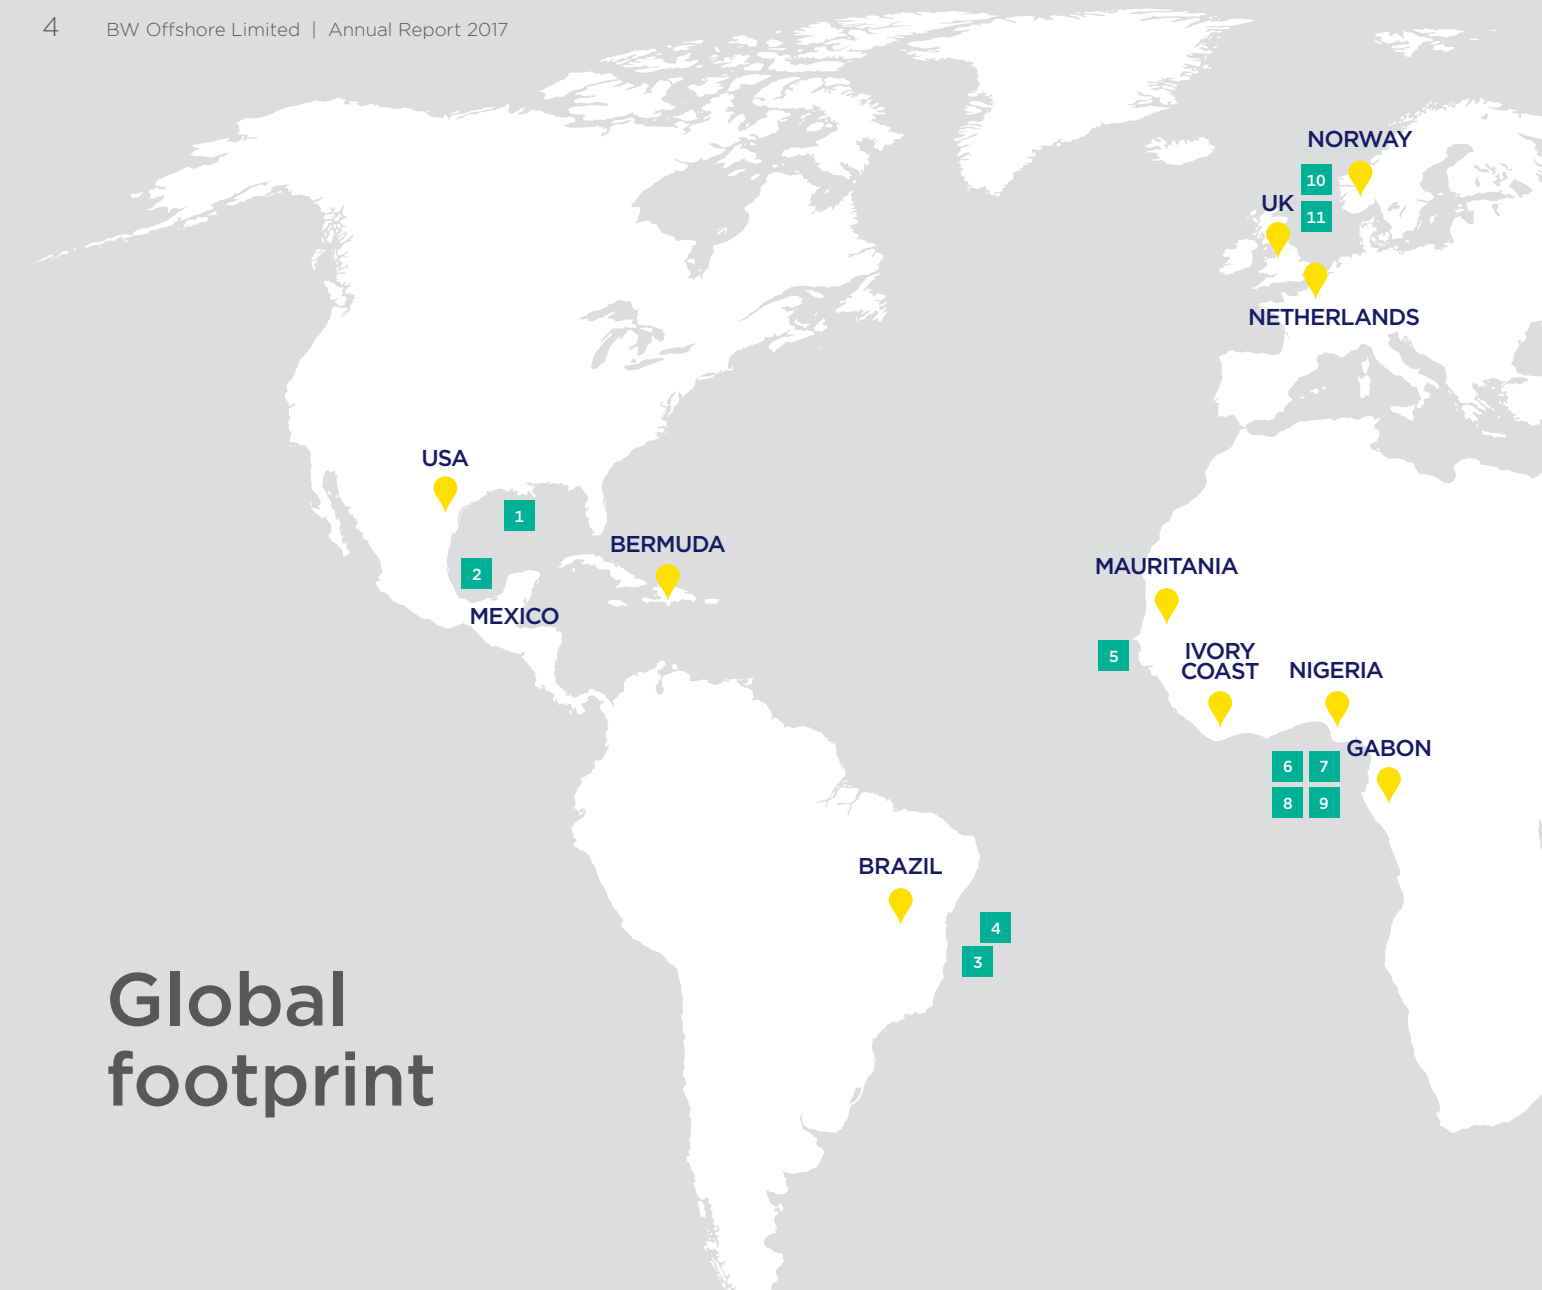 4 BW Offshore Limited | Annual Report 2017
NORWAY
10
UK
11
NETHERLANDS
USA
1
BERMUDA
2
MEXICO
MAURITANIA
5
IVORY
COAST
NIGERIA
GABON
6 7
8 9
BRAZIL
4
3
Global
footprint